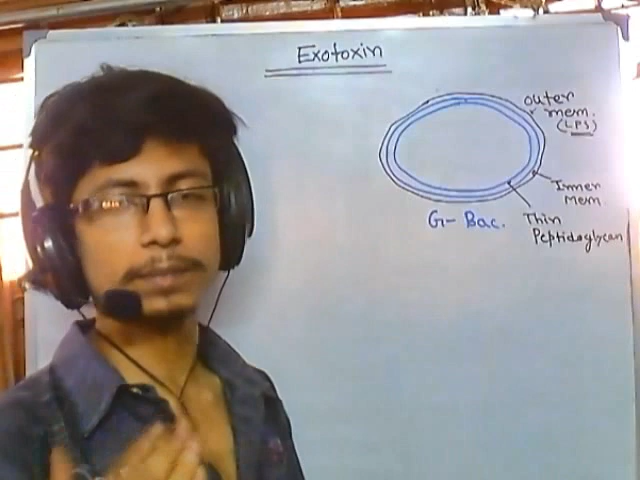 Exotoxin
outer
mem.
(LPS)
Inner
Mem.
Thin
Peptidoglycan
G- Bac.